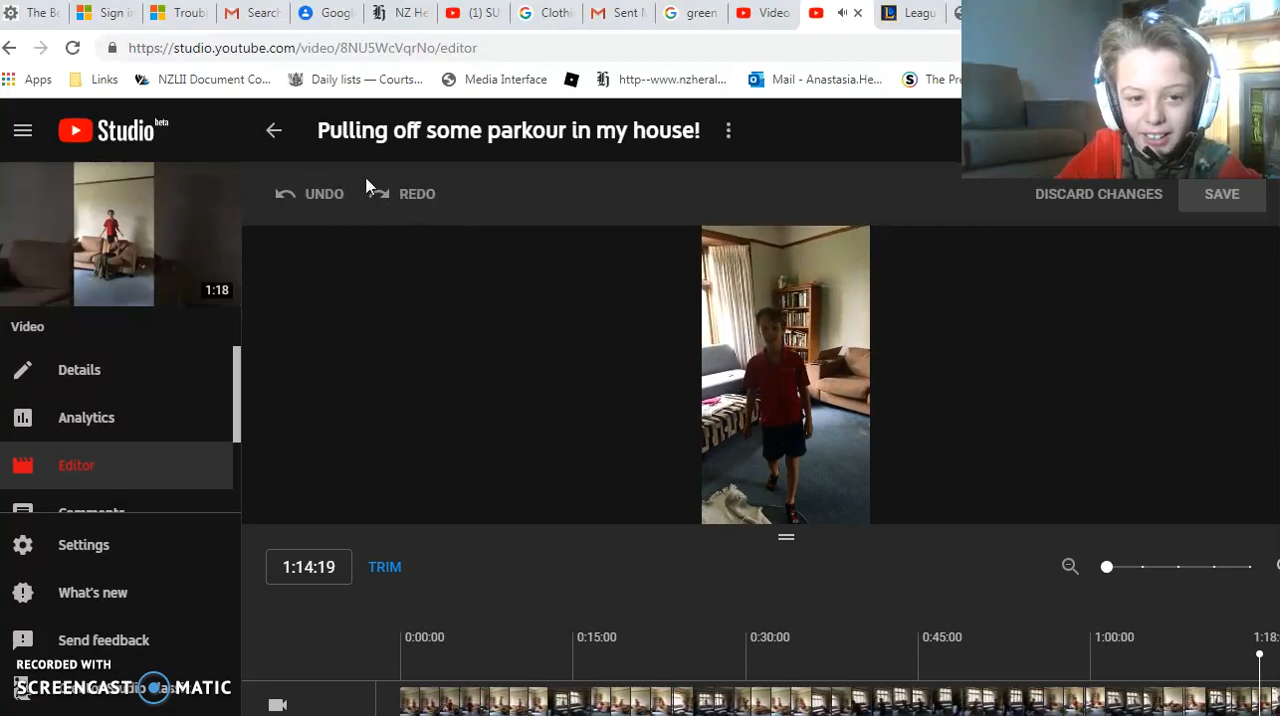 The B
Sign in
Troubl
Search
Googl
NZ He
(1) SU
Clothi
Sent M
gree
Video
Leagu
https://studio.youtube.com/video/8NU5WcVqrNo/editor
Apps
Links
NZLII Document Co...
Daily lists — Courts...
Media Interface
http--www.nzheral...
Mail - Anastasia.He...
The Pre
Studio beta
Pulling off some parkour in my house!
UNDO
REDO
DISCARD CHANGES
SAVE
1:18
Video
Details
Analytics
Editor
Comments
Settings
What's new
Send feedback
RECORDED WITH
SCREENCAST MATIC
1:14:19
TRIM
0:00:00
0:15:00
0:30:00
0:45:00
1:00:00
1:18: